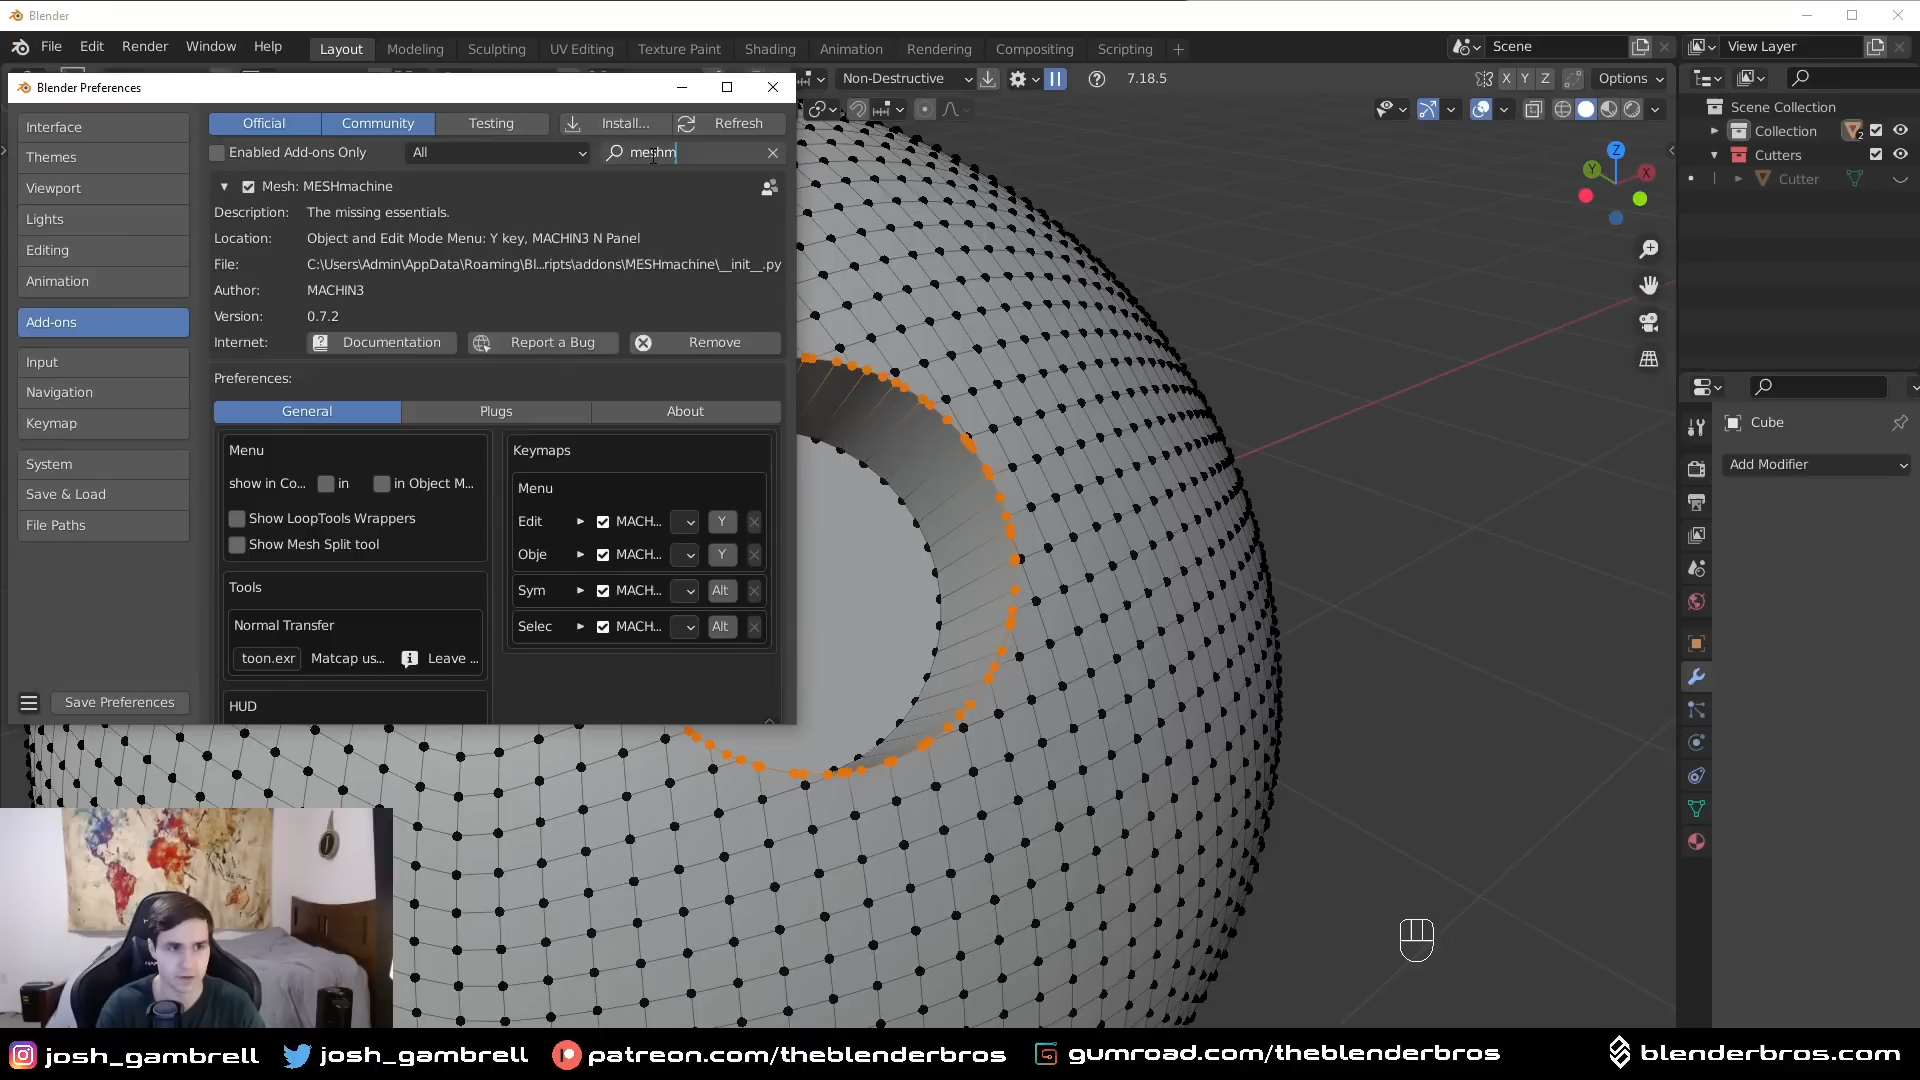 Blender
File Edit Render Window Help
Layout Modeling Sculpting UV Editing Texture Paint Shading Animation Rendering Compositing Scripting +
Scene
View Layer
Blender Preferences
Non-Destructive
7.18.5
X Y Z
Options
Interface
Themes
Viewport
Lights
Editing
Animation
Add-ons
Input
Navigation
Keymap
System
Save & Load
File Paths
Save Preferences
Official Community Testing Install... Refresh
Enabled Add-ons Only
All
meshm
Mesh: MESHmachine
Description: The missing essentials.
Location: Object and Edit Mode Menu: Y key, MACHIN3 N Panel
File: C:\Users\Admin\AppData\Roaming\Bl...ripts\addons\MESHmachine\__init__.py
Author: MACHIN3
Version: 0.7.2
Internet: Documentation Report a Bug Remove
Preferences:
General Plugs About
Menu
show in Co... in in Object M...
Show LoopTools Wrappers
Show Mesh Split tool
Tools
Normal Transfer
toon.exr Matcap us... Leave ...
HUD
Keymaps
Menu
Edit MACH... Y
Obje MACH... Y
Sym MACH... Alt
Selec MACH... Alt
Z
Y
X
Scene Collection
Collection 2
Cutters
Cutter
Cube
Add Modifier
josh_gambrell josh_gambrell patreon.com/theblenderbros gumroad.com/theblenderbros blenderbros.com